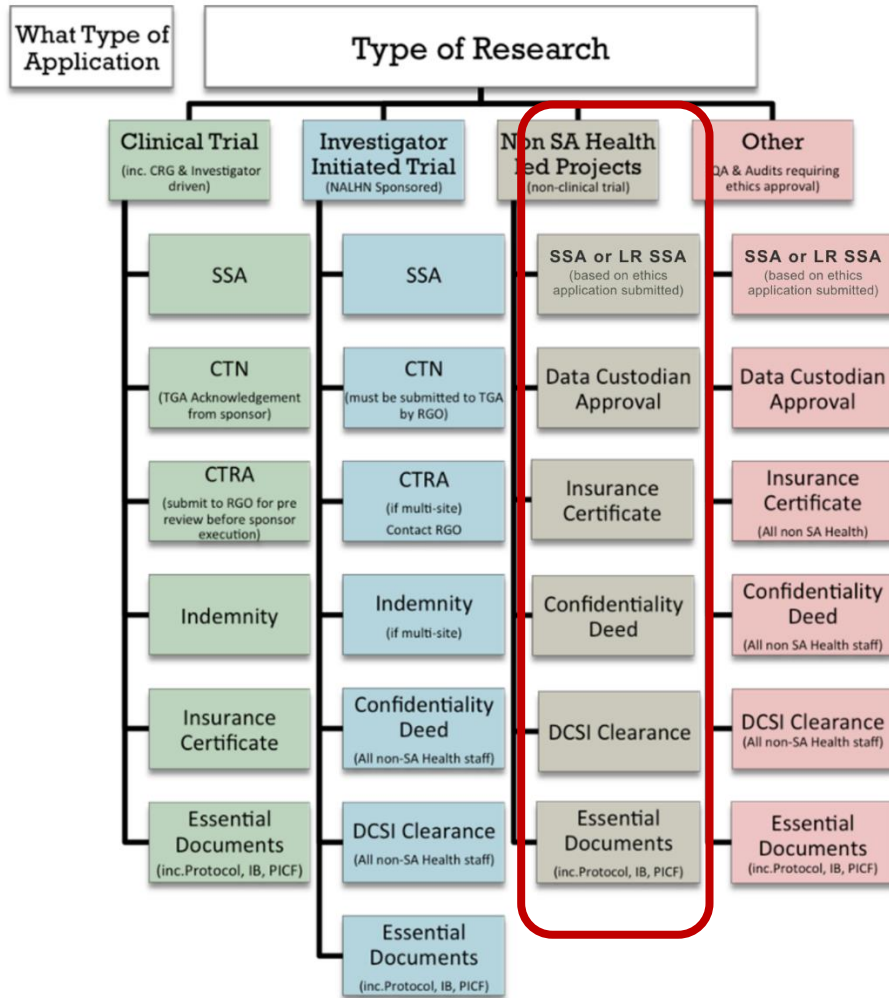 What Type of
Application
Type of Research
Clinical Trial
(inc. CRG & Investigator
driven)
SSA
CTN
(TGA Acknowledgement
from sponsor)
CTRA
(submit to RGO for pre
review before sponsor
execution)
Indemnity
Insurance
Certificate
Essential
Documents
(inc.Protocol, IB, PICF)
Investigator
Initiated Trial
(NALHN Sponsored)
SSA
CTN
(must be submitted to TGA
by RGO)
CTRA
(if multi-site)
Contact RGO
Indemnity
(if multi-site)
Confidentiality
Deed
(All non-SA Health staff)
DCSI Clearance
(All non-SA Health staff)
Essential
Documents
(inc.Protocol, IB, PICF)
Non SA Health
led Projects
(non-clinical trial)
SSA or LR SSA
(based on ethics
application submitted)
Data Custodian
Approval
Insurance
Certificate
Confidentiality
Deed
DCSI Clearance
Essential
Documents
(inc.Protocol, IB, PICF)
Other
QA & Audits requiring
ethics approval)
SSA or LR SSA
(based on ethics
application submitted)
Data Custodian
Approval
Insurance
Certificate
(All non SA Health)
Confidentiality
Deed
(All non SA Health staff)
DCSI Clearance
(All non-SA Health staff)
Essential
Documents
(inc.Protocol, IB, PICF)